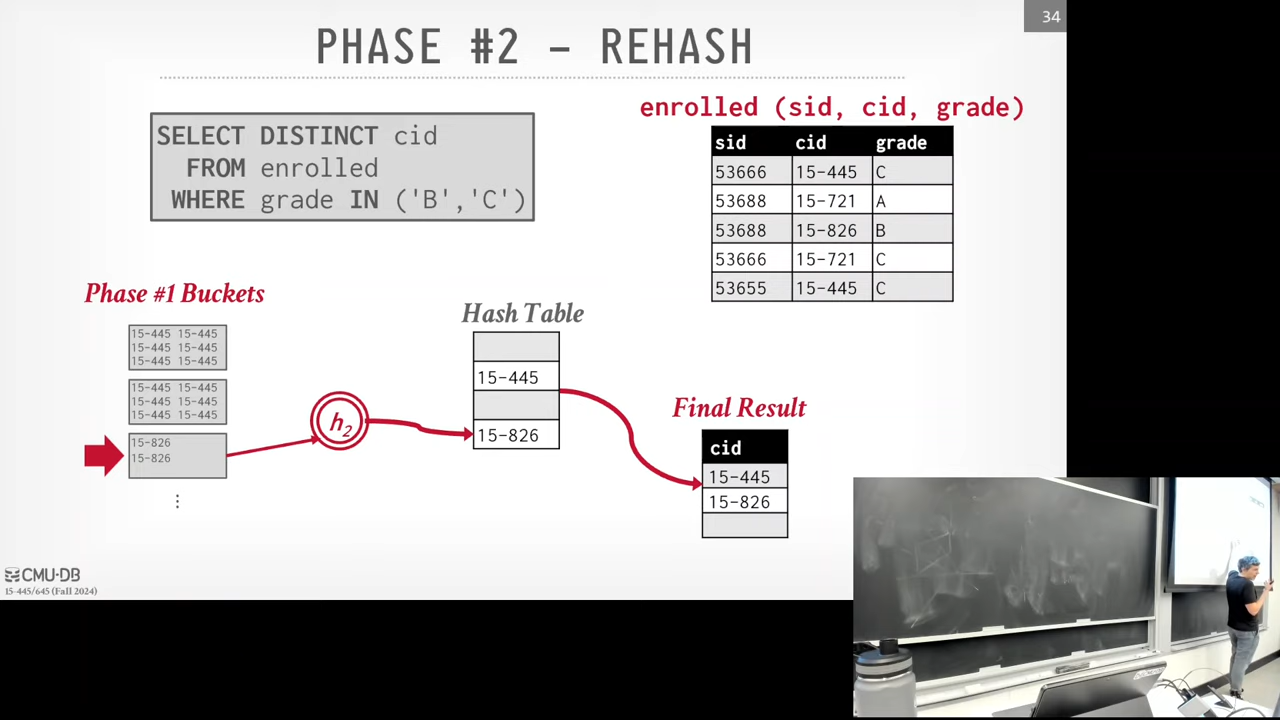 34
PHASE #2 – REHASH
SELECT DISTINCT cid
FROM enrolled
WHERE grade IN ('B','C')
enrolled (sid, cid, grade)
sid cid grade
53666 15-445 C
53688 15-721 A
53688 15-826 B
53666 15-721 C
53655 15-445 C
Phase #1 Buckets
15-445 15-445
15-445 15-445
15-445 15-445
15-445 15-445
15-445 15-445
15-445 15-445
15-826
15-826
⋮
h₂
Hash Table
15-445
15-826
Final Result
cid
15-445
15-826
CMU·DB
15-445/645 (Fall 2024)